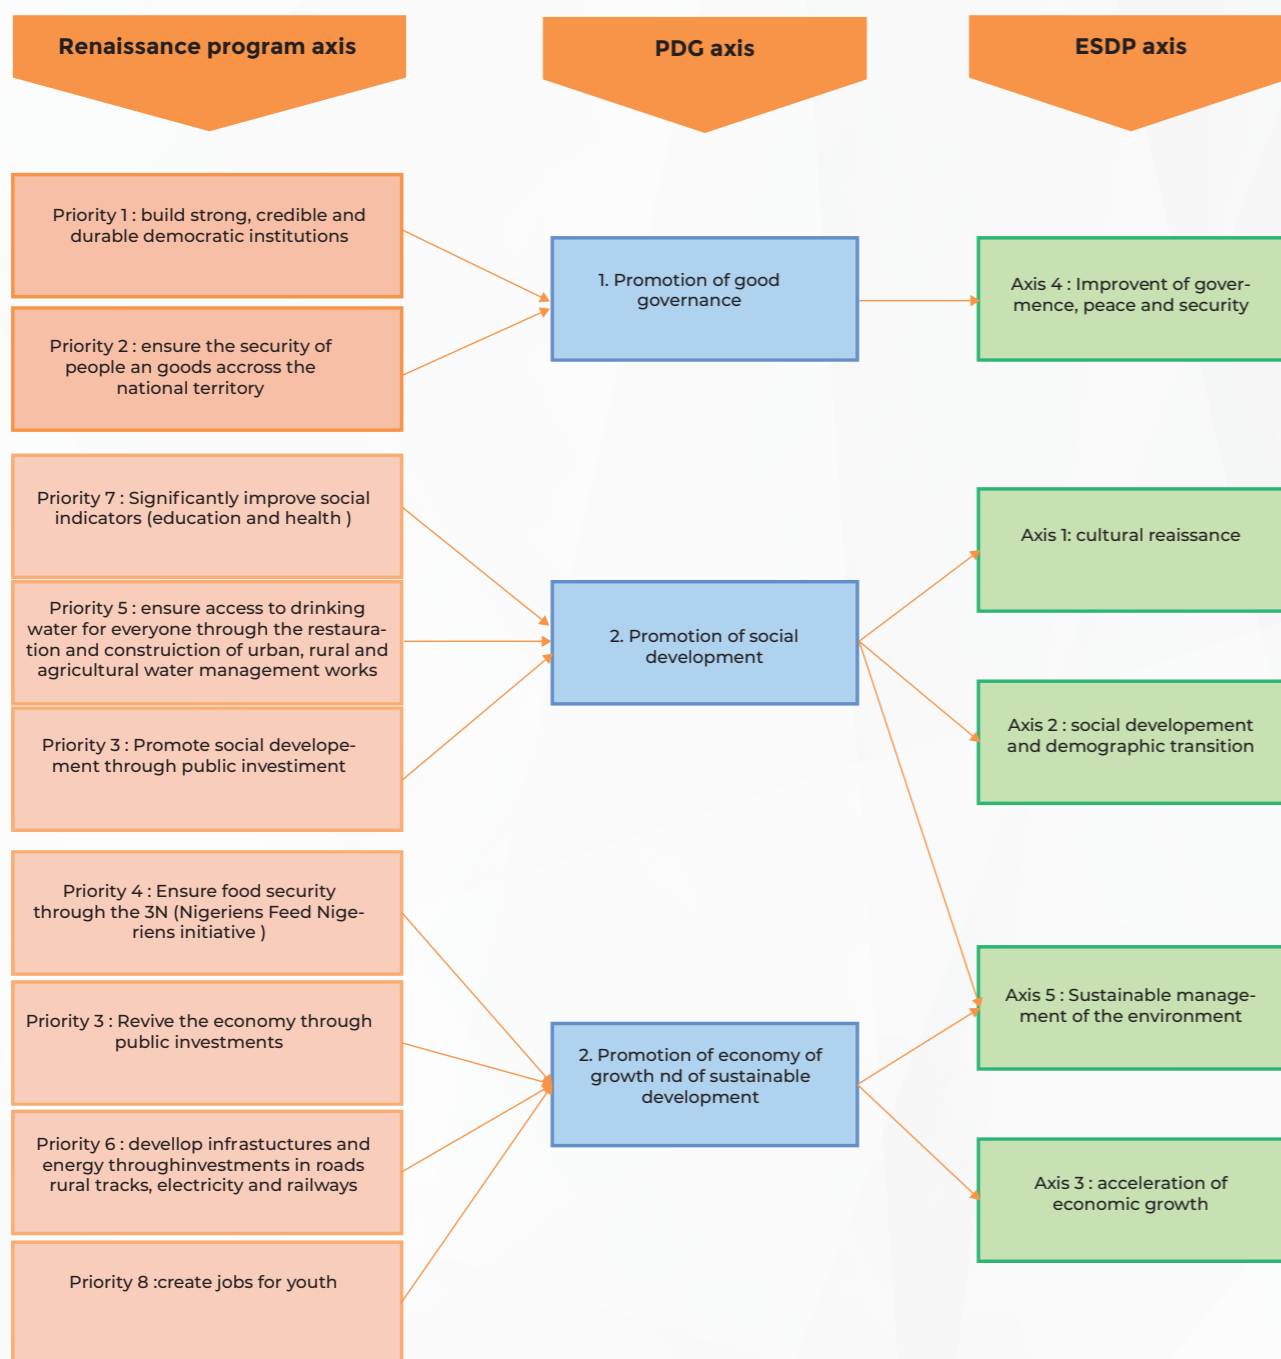 Renaissance program axis
PDG axis
ESDP axis
Priority 1 : build strong, credible and
durable democratic institutions
Priority 2 : ensure the security of
people an goods accross the
national territory
Priority 7 : Significantly improve social
indicators (education and health )
Priority 5 : ensure access to drinking
water for everyone through the restaura-
tion and construiction of urban, rural and
agricultural water management works
Priority 3 : Promote social develope-
ment through public investiment
Priority 4 : Ensure food security
through the 3N (Nigeriens Feed Nige-
riens initiative )
Priority 3 : Revive the economy through
public investments
Priority 6 : devellop infrastuctures and
energy throughinvestments in roads
rural tracks, electricity and railways
Priority 8 :create jobs for youth
1. Promotion of good
governance
2. Promotion of social
development
2. Promotion of economy of
growth nd of sustainable
development
Axis 4 : Improvent of gover-
mence, peace and security
Axis 1: cultural reaissance
Axis 2 : social developement
and demographic transition
Axis 5 : Sustainable manage-
ment of the environment
Axis 3 : acceleration of
economic growth